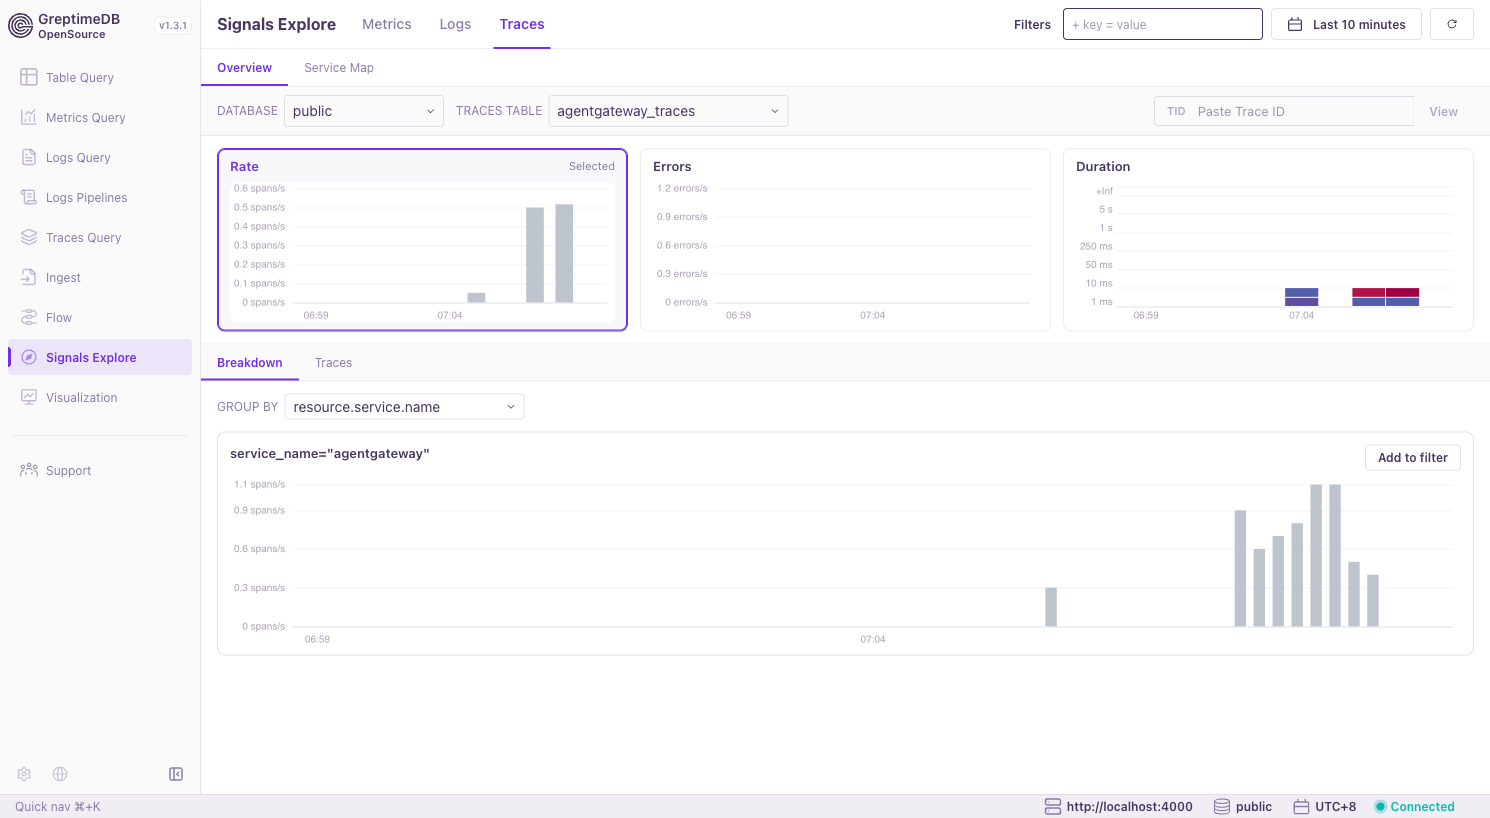 GreptimeDB
OpenSource
v1.3.1
Table Query
Metrics Query
Logs Query
Logs Pipelines
Traces Query
Ingest
Flow
Signals Explore
Visualization
Support
Signals Explore
Metrics
Logs
Traces
Filters
+ key = value
Last 10 minutes
Overview
Service Map
DATABASE
public
TRACES TABLE
agentgateway_traces
TID
Paste Trace ID
View
Rate
Selected
0.6 spans/s
0.5 spans/s
0.4 spans/s
0.3 spans/s
0.2 spans/s
0.1 spans/s
0 spans/s
06:59
07:04
Errors
1.2 errors/s
0.9 errors/s
0.6 errors/s
0.3 errors/s
0 errors/s
06:59
07:04
Duration
+Inf
5 s
1 s
250 ms
50 ms
10 ms
1 ms
06:59
07:04
Breakdown
Traces
GROUP BY
resource.service.name
service_name="agentgateway"
Add to filter
1.1 spans/s
0.9 spans/s
0.6 spans/s
0.3 spans/s
0 spans/s
06:59
07:04
Quick nav ⌘+K
http://localhost:4000
public
UTC+8
Connected